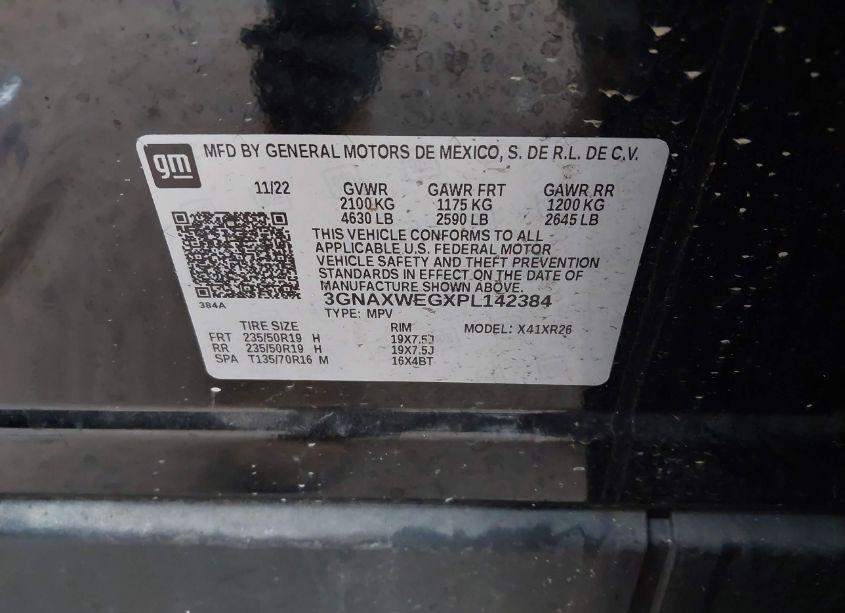 gm MFD BY GENERAL MOTORS DE MEXICO, S. DE R.L. DE C.V.
11/22 GVWR GAWR FRT GAWR RR
2100 KG 1175 KG 1200 KG
4630 LB 2590 LB 2645 LB
THIS VEHICLE CONFORMS TO ALL
APPLICABLE U.S. FEDERAL MOTOR
VEHICLE SAFETY AND THEFT PREVENTION
STANDARDS IN EFFECT ON THE DATE OF
MANUFACTURE SHOWN ABOVE.
384A 3GNAXWEGXPL142384
TYPE: MPV
TIRE SIZE RIM MODEL: X41XR26
FRT 235/50R19 H 19X7.5J
RR 235/50R19 H 19X7.5J
SPA T135/70R16 M 16X4BT